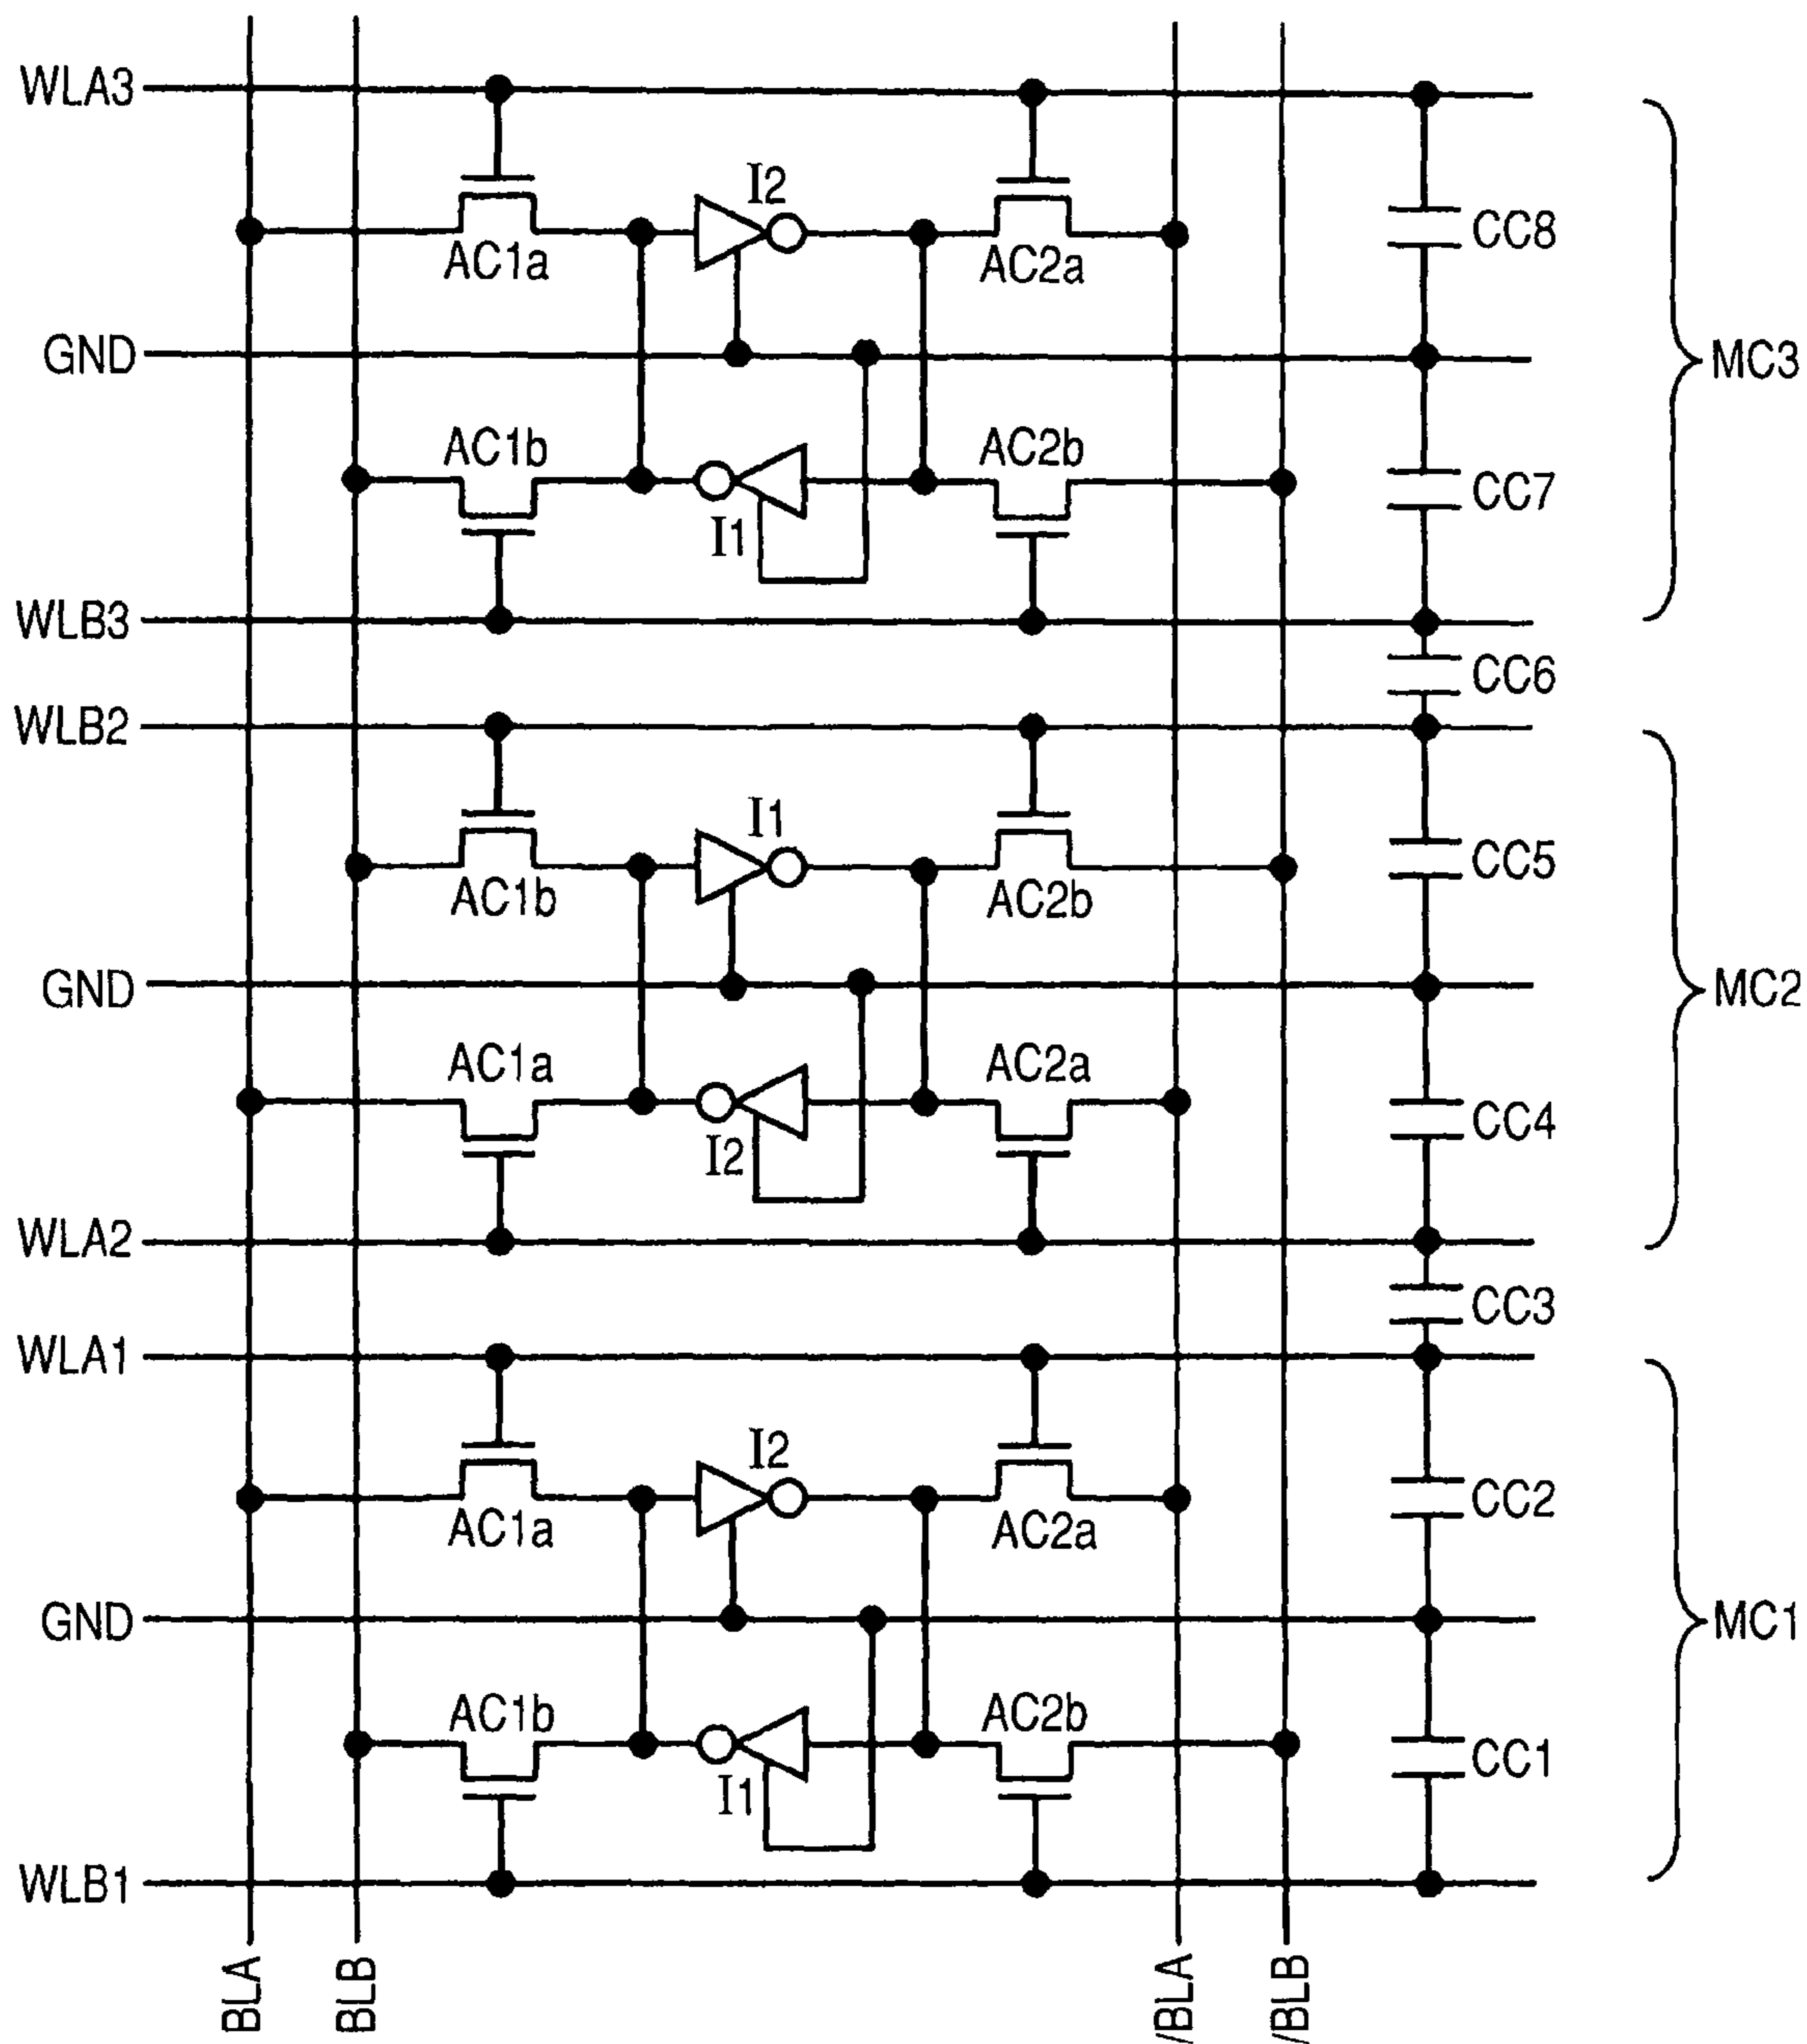 WLA3
I2
AC1a
AC2a
CC8
GND
MC3
AC1b
AC2b
CC7
I1
WLB3
CC6
WLB2
I1
CC5
AC1b
AC2b
GND
MC2
AC1a
AC2a
CC4
I2
WLA2
CC3
WLA1
I2
CC2
AC1a
AC2a
GND
MC1
AC1b
AC2b
CC1
I1
WLB1
BLA
BLB
/BLA
/BLB